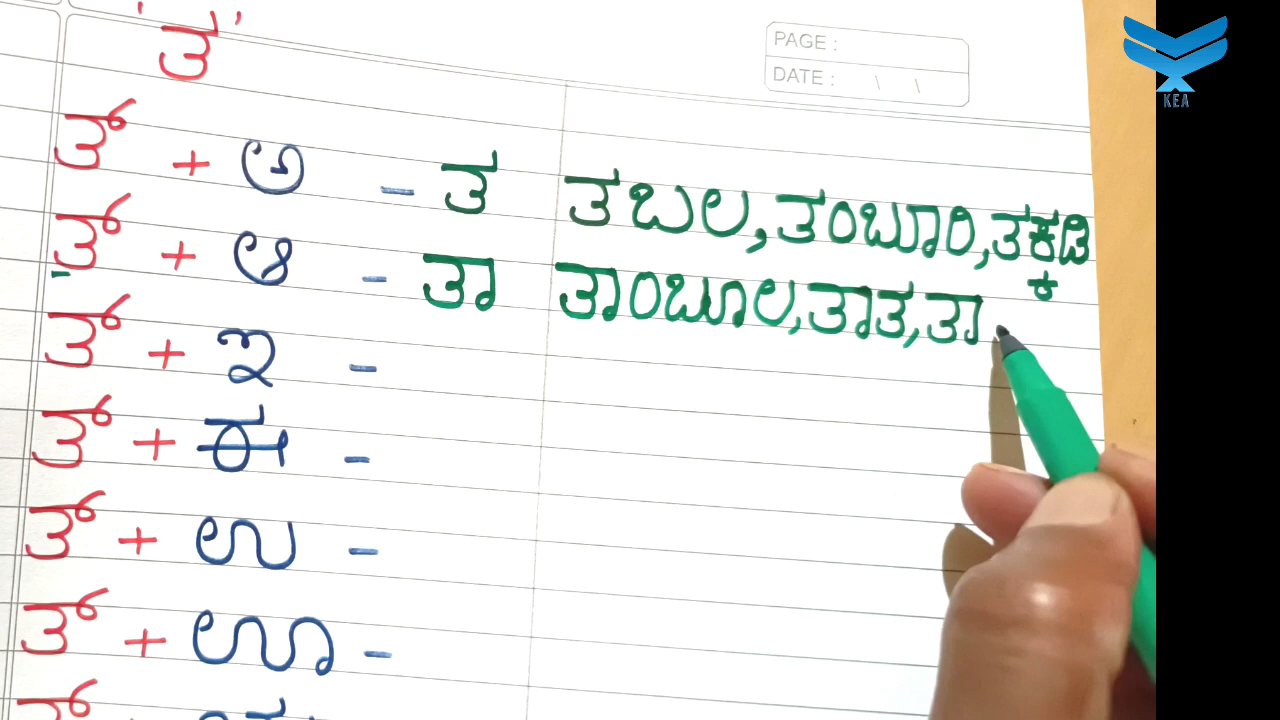 'ತ'
PAGE :
DATE : \ \
KEA
ತ್ + ಅ - ತ ತಬಲ, ತಂಬೂರಿ, ತಕ್ಕಡಿ
ತ್ + ಆ - ತಾ ತಾಂಬೂಲ, ತಾತ, ತಾ
ತ್ + ಇ -
ತ್ + ಈ -
ತ್ + ಉ -
ತ್ + ಊ -
ತ್